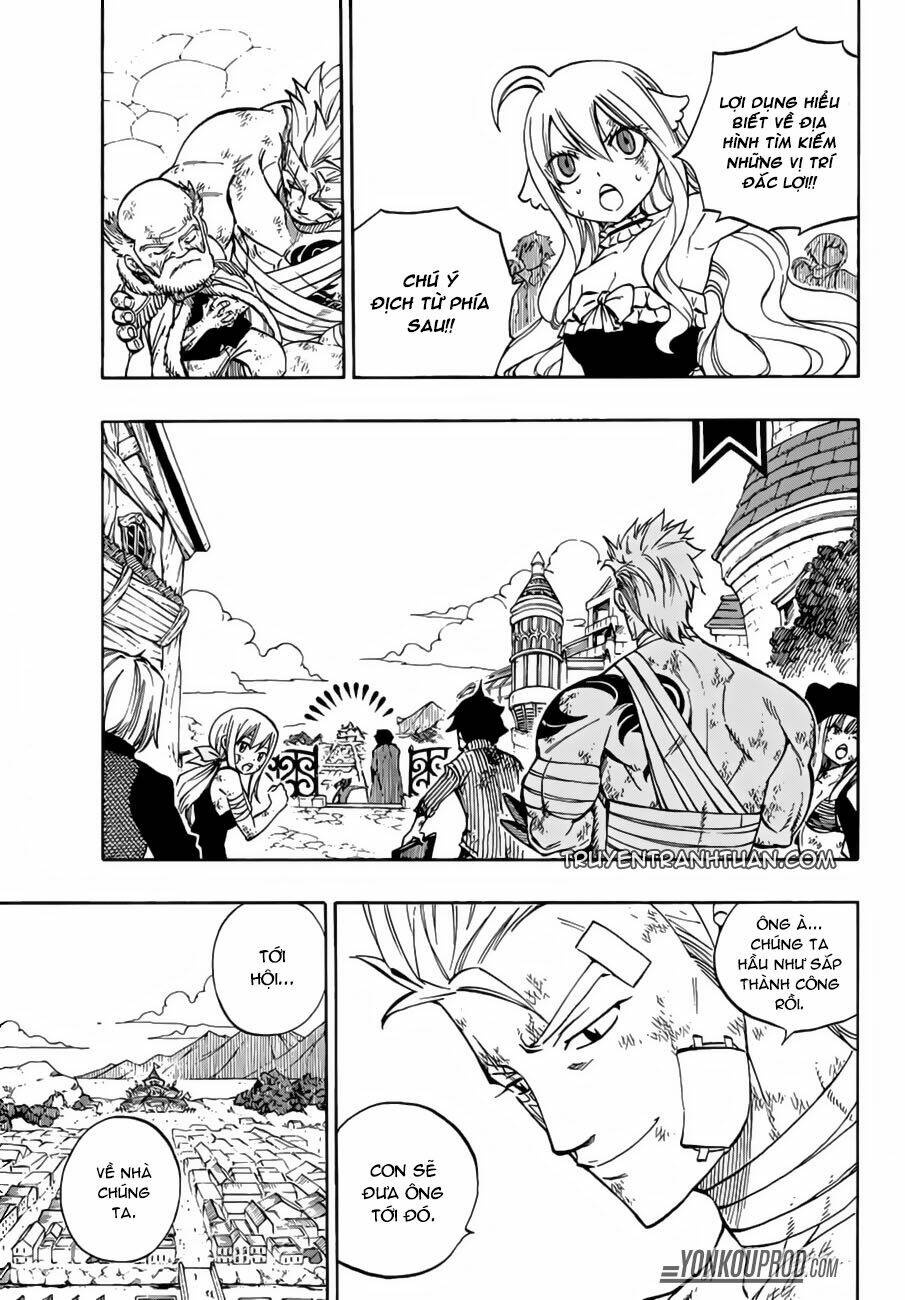 LỢI DỤNG HIỂU
BIẾT VỀ ĐỊA
HÌNH TÌM KIẾM
NHỮNG VỊ TRÍ
ĐẮC LỢI!!
CHÚ Ý
ĐỊCH TỪ PHÍA
SAU!!
TRUYENTRANHTUAN.COM
ÔNG À...
CHÚNG TA
HẦU NHƯ SẮP
THÀNH CÔNG
RỒI.
CON SẼ
ĐƯA ÔNG
TỚI ĐÓ.
TỚI
HỘI...
VỀ NHÀ
CHÚNG
TA.
=YONKOUPROD.COM